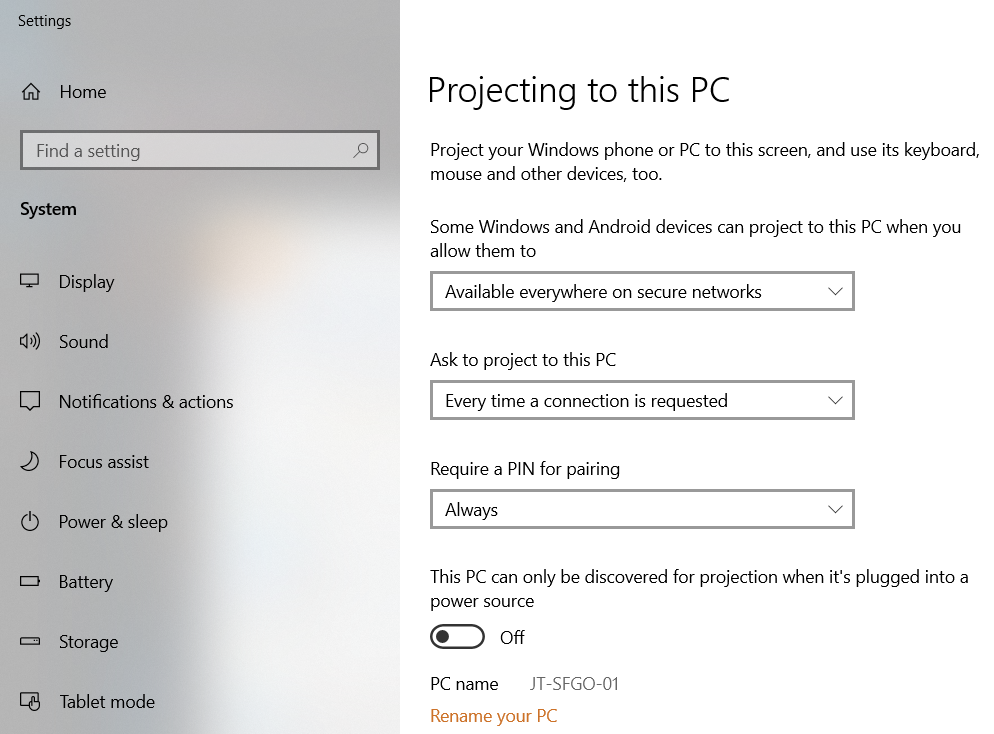 Settings
Home
Find a setting
System
Display
Sound
Notifications & actions
Focus assist
Power & sleep
Battery
Storage
Tablet mode
Projecting to this PC
Project your Windows phone or PC to this screen, and use its keyboard,
mouse and other devices, too.
Some Windows and Android devices can project to this PC when you
allow them to
Available everywhere on secure networks
Ask to project to this PC
Every time a connection is requested
Require a PIN for pairing
Always
This PC can only be discovered for projection when it's plugged into a
power source
Off
PC name JT-SFGO-01
Rename your PC